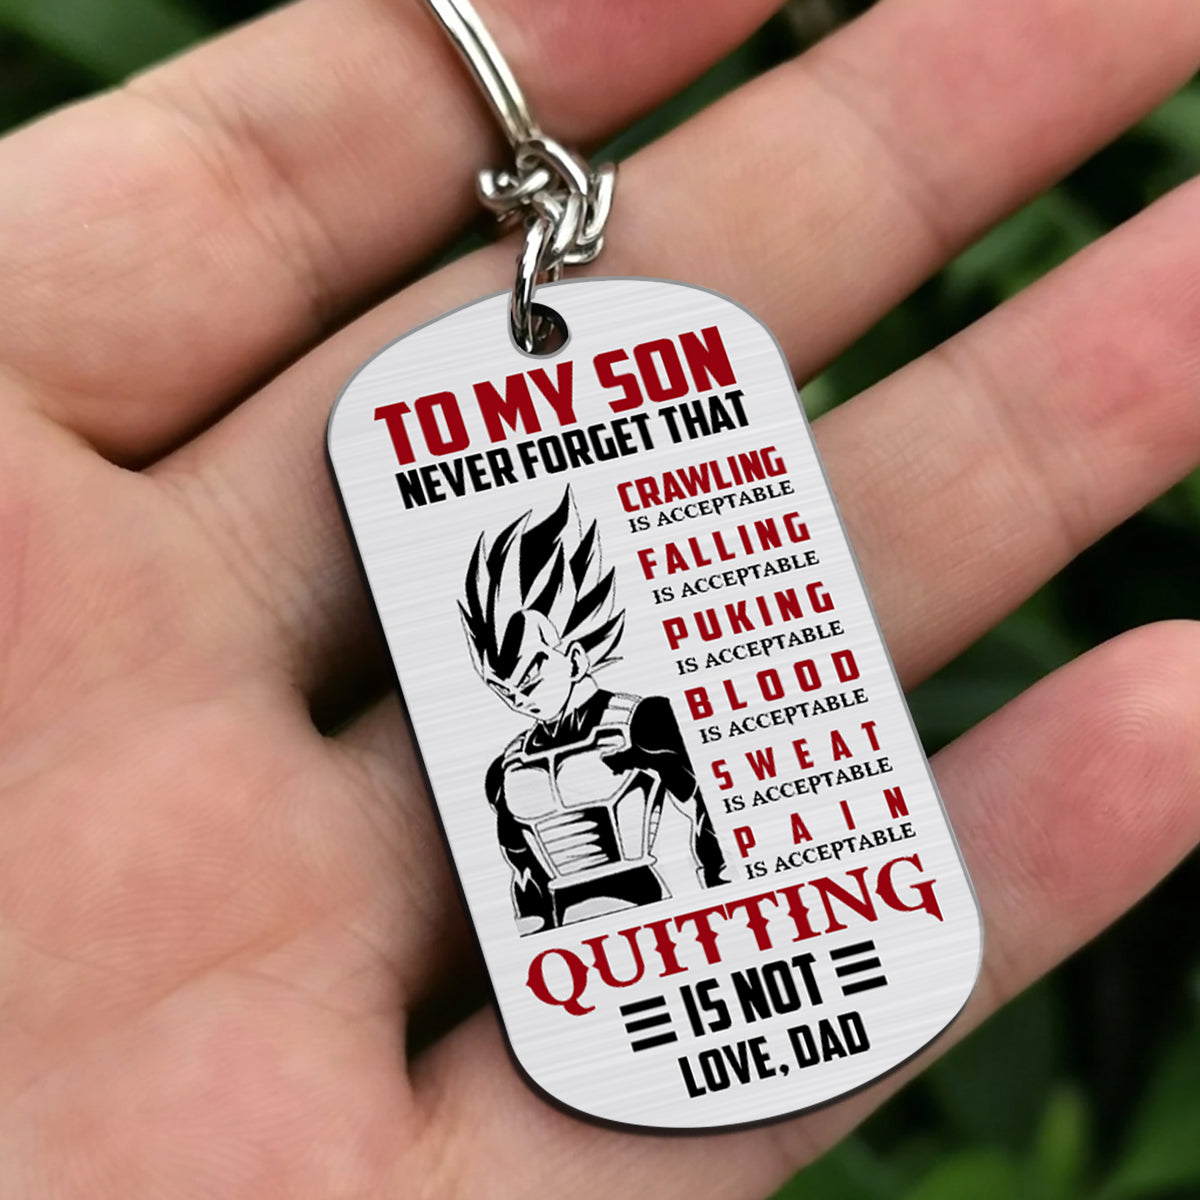 TO MY SON
NEVER FORGET THAT
CRAWLING
IS ACCEPTABLE
FALLING
IS ACCEPTABLE
PUKING
IS ACCEPTABLE
BLOOD
IS ACCEPTABLE
SWEAT
IS ACCEPTABLE
PAIN
IS ACCEPTABLE
QUITTING
IS NOT
LOVE, DAD